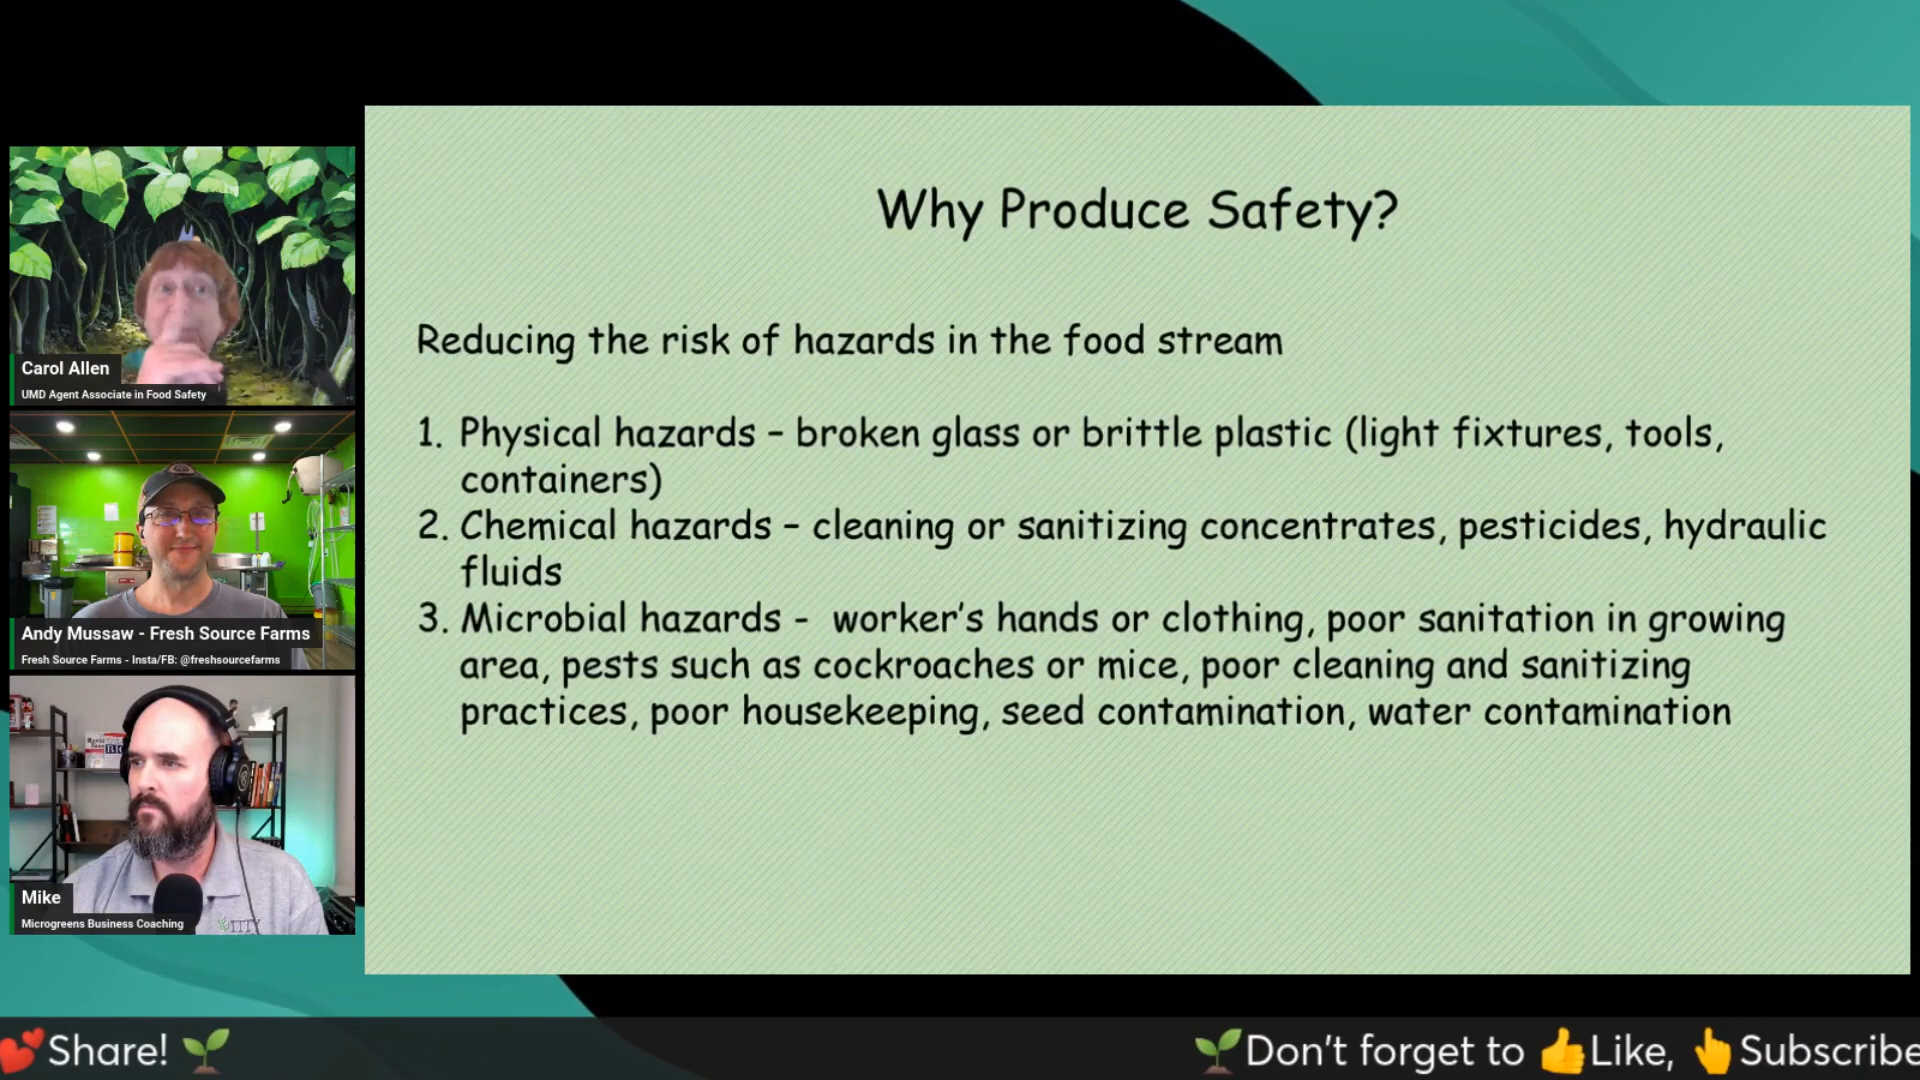 Why Produce Safety?
Reducing the risk of hazards in the food stream
1. Physical hazards – broken glass or brittle plastic (light fixtures, tools,
containers)
2. Chemical hazards – cleaning or sanitizing concentrates, pesticides, hydraulic
fluids
3. Microbial hazards - worker's hands or clothing, poor sanitation in growing
area, pests such as cockroaches or mice, poor cleaning and sanitizing
practices, poor housekeeping, seed contamination, water contamination
Carol Allen
UMD Agent Associate in Food Safety
Andy Mussaw - Fresh Source Farms
Fresh Source Farms - Insta/FB: @freshsourcefarms
Mike
Microgreens Business Coaching
💕Share! 🌱
🌱Don't forget to 👍Like, 👆Subscribe